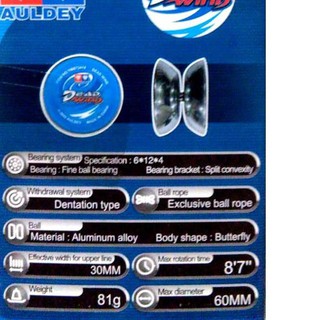 AULDEY
Wing
Bearing system Specification : 6*12*4
Bearing : Fine ball bearing Bearing bracket : Split convexity
Withdrawal system Ball rope
Dentation type Exclusive ball rope
Ball
Material : Aluminum alloy Body shape : Butterfly
Effective width for upper line Max rotation time
30MM 8'7"
Weight Max diameter
81g 60MM